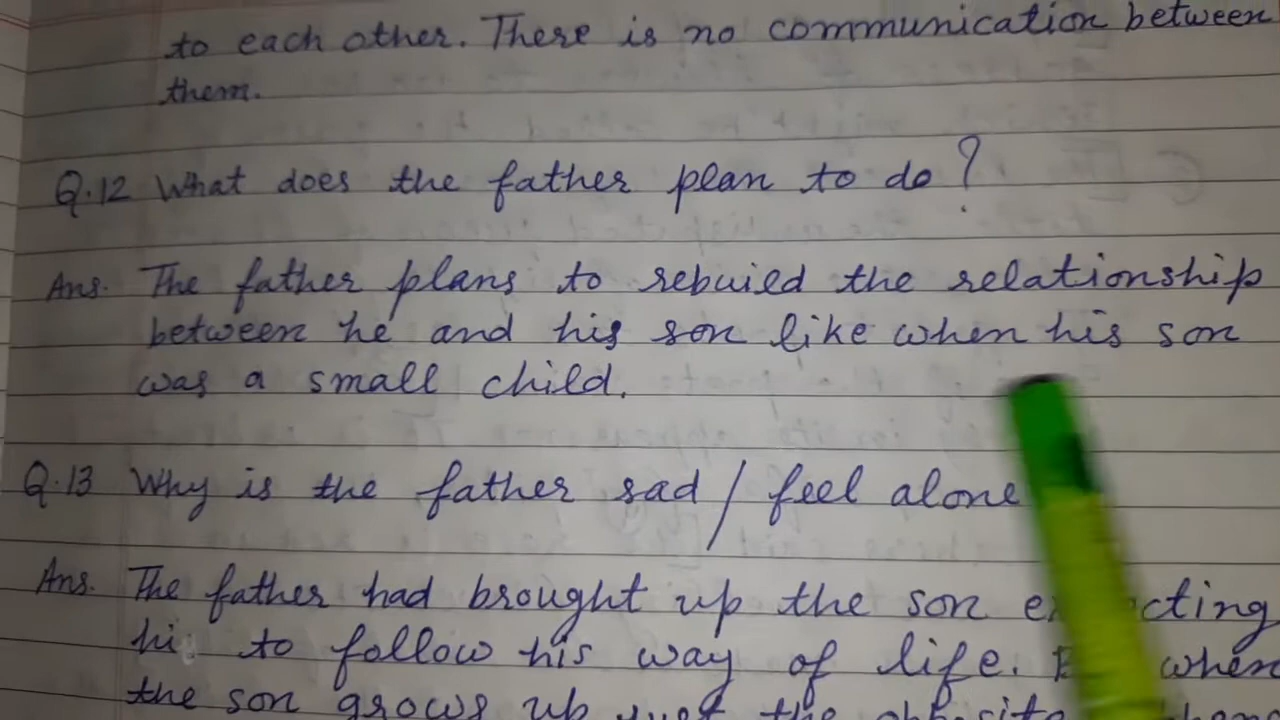 to each other. There is no communication between
them.
Q.12 What does the father plan to do?
Ans. The father plans to rebuild the relationship
between he and his son like when his son
was a small child.
Q.13 Why is the father sad / feel alone
Ans. The father had brought up the son
to follow his way of life. when
the son grows up just the